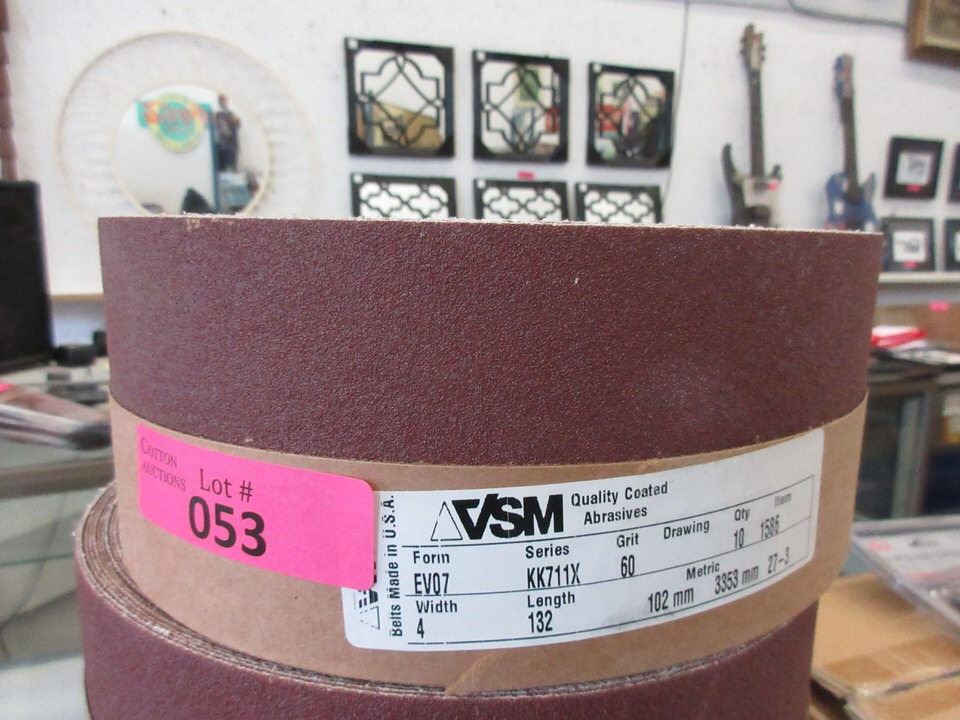 COTTON
AUCTIONS
Lot #
053
Belts Made in U.S.A.
VSM Quality Coated
Abrasives
Form Series Grit Drawing Qty Item
EV07 KK711X 60 10 1586
Width Length Metric
4 132 102 mm 3353 mm 27-3